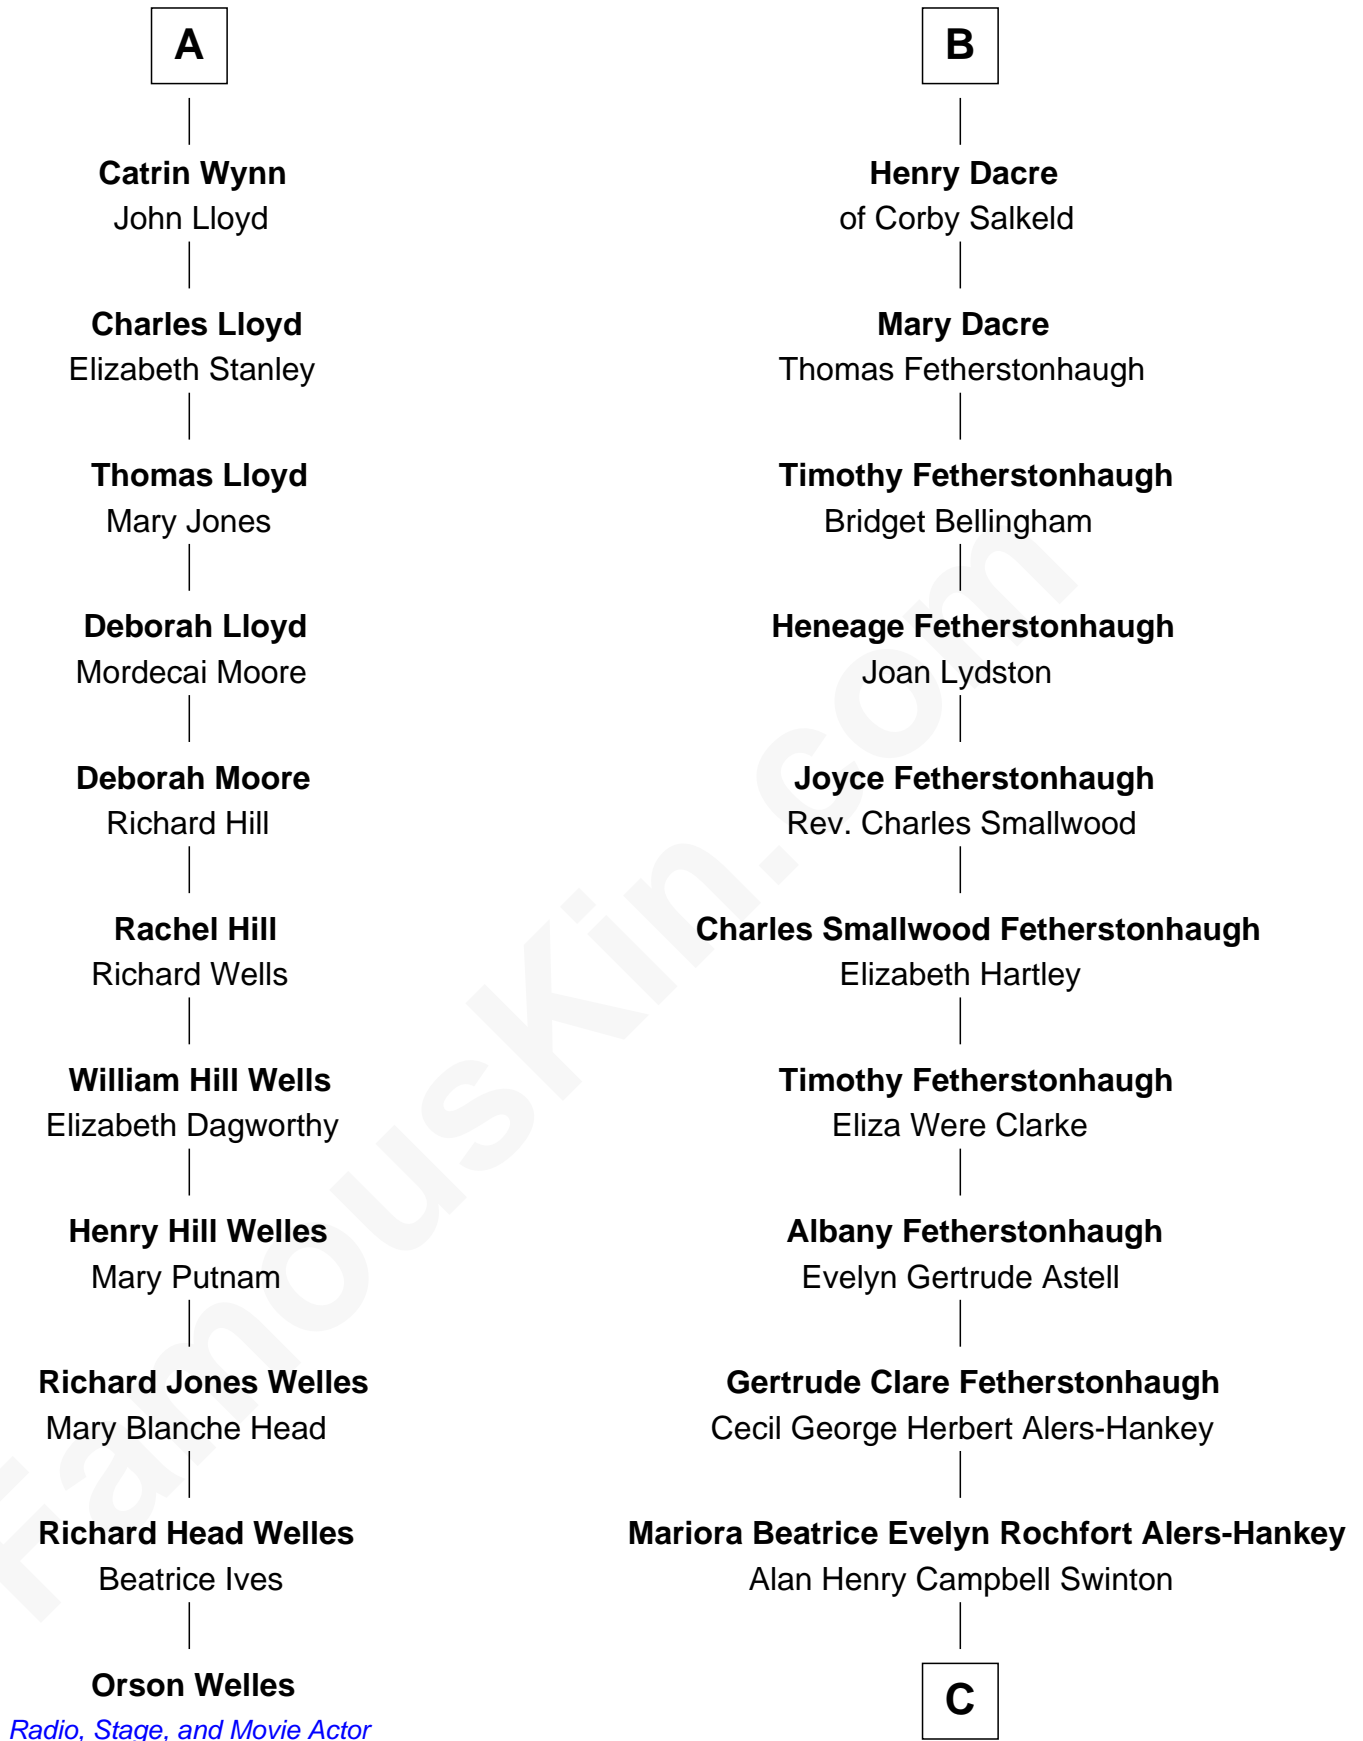 A
Catrin Wynn
John Lloyd
Charles Lloyd
Elizabeth Stanley
Thomas Lloyd
Mary Jones
Deborah Lloyd
Mordecai Moore
Deborah Moore
Richard Hill
Rachel Hill
Richard Wells
William Hill Wells
Elizabeth Dagworthy
Henry Hill Welles
Mary Putnam
Richard Jones Welles
Mary Blanche Head
Richard Head Welles
Beatrice Ives
Orson Welles
Radio, Stage, and Movie Actor
B
Henry Dacre
of Corby Salkeld
Mary Dacre
Thomas Fetherstonhaugh
Timothy Fetherstonhaugh
Bridget Bellingham
Heneage Fetherstonhaugh
Joan Lydston
Joyce Fetherstonhaugh
Rev. Charles Smallwood
Charles Smallwood Fetherstonhaugh
Elizabeth Hartley
Timothy Fetherstonhaugh
Eliza Were Clarke
Albany Fetherstonhaugh
Evelyn Gertrude Astell
Gertrude Clare Fetherstonhaugh
Cecil George Herbert Alers-Hankey
Mariora Beatrice Evelyn Rochfort Alers-Hankey
Alan Henry Campbell Swinton
C
FamousKin.com